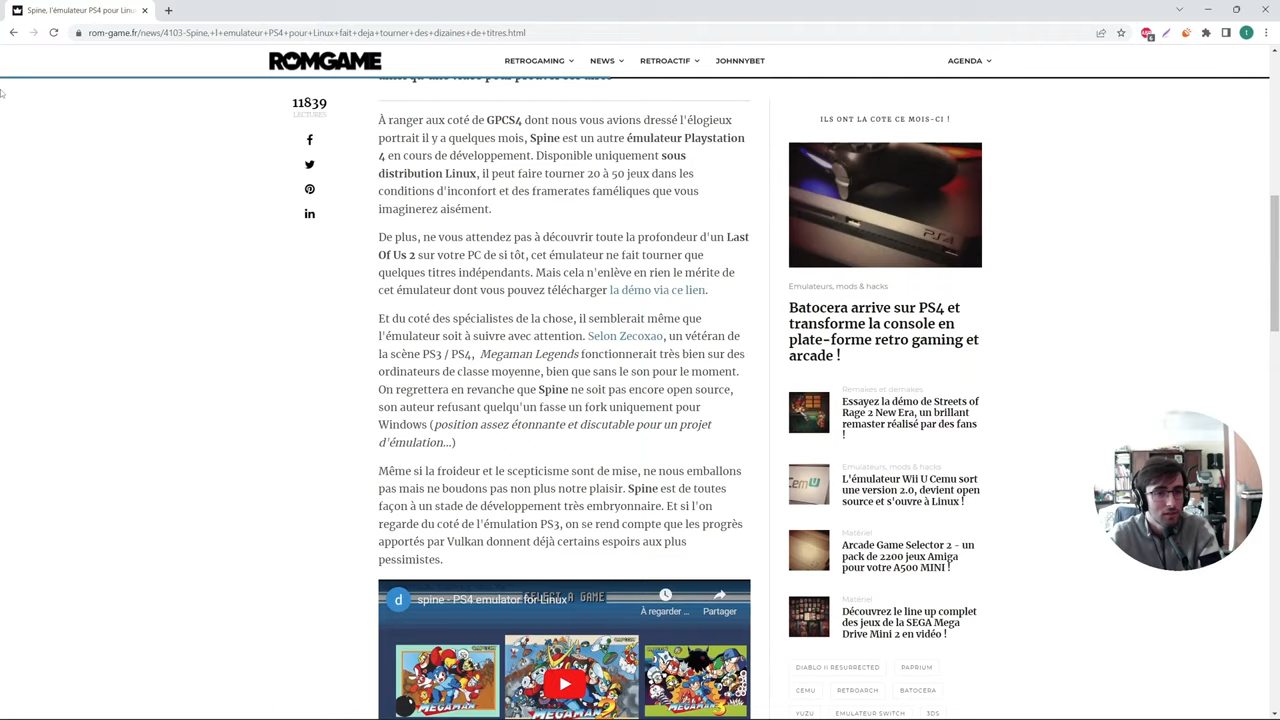 Spine, l'émulateur PS4 pour Linu
rom-game.fr/news/4103-Spine,+l+emulateur+PS4+pour+Linux+fait+deja+tourner+des+dizaines+de+titres.html
6
t
ROMGAME
RETROGAMING
NEWS
RETROACTIF
JOHNNYBET
AGENDA
11839
LECTURES
À ranger aux coté de GPCS4 dont nous vous avions dressé l'élogieux
portrait il y a quelques mois, Spine est un autre émulateur Playstation
4 en cours de développement. Disponible uniquement sous
distribution Linux, il peut faire tourner 20 à 50 jeux dans les
conditions d'inconfort et des framerates faméliques que vous
imaginerez aisément.
De plus, ne vous attendez pas à découvrir toute la profondeur d'un Last
Of Us 2 sur votre PC de si tôt, cet émulateur ne fait tourner que
quelques titres indépendants. Mais cela n'enlève en rien le mérite de
cet émulateur dont vous pouvez télécharger la démo via ce lien.
Et du coté des spécialistes de la chose, il semblerait même que
l'émulateur soit à suivre avec attention. Selon Zecoxao, un vétéran de
la scène PS3 / PS4, Megaman Legends fonctionnerait très bien sur des
ordinateurs de classe moyenne, bien que sans le son pour le moment.
On regrettera en revanche que Spine ne soit pas encore open source,
son auteur refusant quelqu'un fasse un fork uniquement pour
Windows (position assez étonnante et discutable pour un projet
d'émulation...)
Même si la froideur et le scepticisme sont de mise, ne nous emballons
pas mais ne boudons pas non plus notre plaisir. Spine est de toutes
façon à un stade de développement très embryonnaire. Et si l'on
regarde du coté de l'émulation PS3, on se rend compte que les progrès
apportés par Vulkan donnent déjà certains espoirs aux plus
pessimistes.
SELECT A GAME
d
spine - PS4 emulator for Linux
À regarder ...
Partager
MEGAMAN
MEGAMAN 2
MEGAMAN 3
ILS ONT LA COTE CE MOIS-CI !
PS4
Emulateurs, mods & hacks
Batocera arrive sur PS4 et
transforme la console en
plate-forme retro gaming et
arcade !
Remakes et demakes
Essayez la démo de Streets of
Rage 2 New Era, un brillant
remaster réalisé par des fans
!
Emulateurs, mods & hacks
CemU
L'émulateur Wii U Cemu sort
une version 2.0, devient open
source et s'ouvre à Linux !
Matériel
Arcade Game Selector 2 - un
pack de 2200 jeux Amiga
pour votre A500 MINI !
Matériel
Découvrez le line up complet
des jeux de la SEGA Mega
Drive Mini 2 en vidéo !
DIABLO II RESURRECTED
PAPRIUM
CEMU
RETROARCH
BATOCERA
YUZU
EMULATEUR SWITCH
3DS